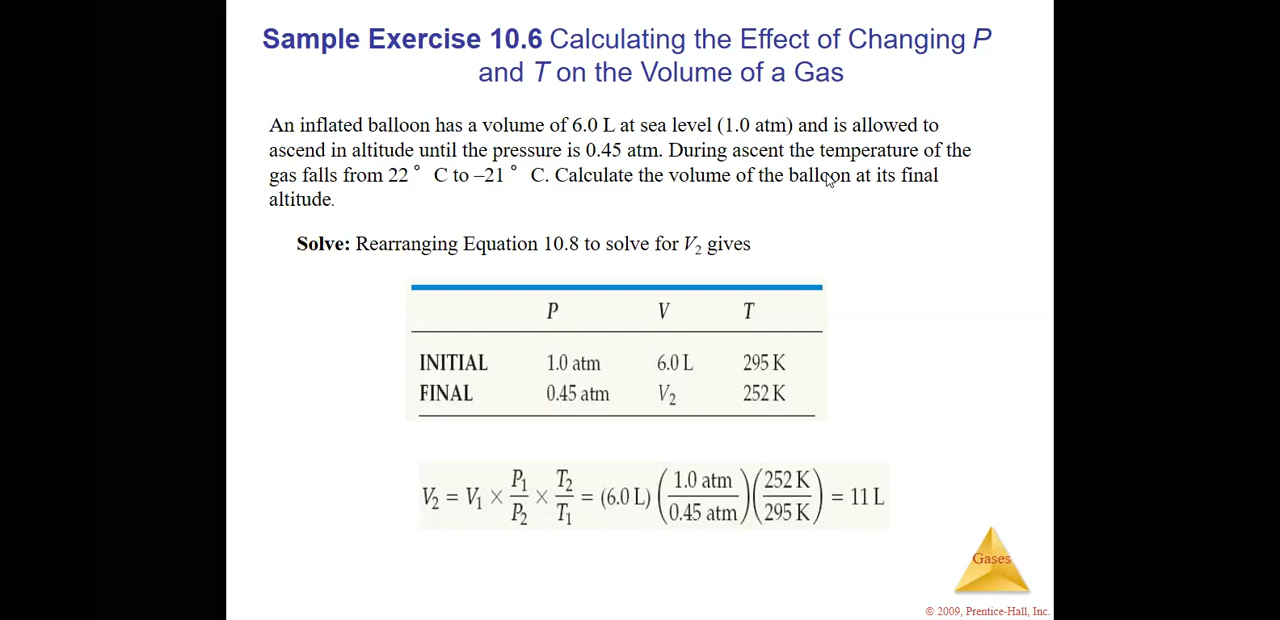 Sample Exercise 10.6 Calculating the Effect of Changing P
and T on the Volume of a Gas
An inflated balloon has a volume of 6.0 L at sea level (1.0 atm) and is allowed to
ascend in altitude until the pressure is 0.45 atm. During ascent the temperature of the
gas falls from 22 ° C to –21 ° C. Calculate the volume of the balloon at its final
altitude.
Solve: Rearranging Equation 10.8 to solve for V₂ gives
P V T
INITIAL 1.0 atm 6.0 L 295 K
FINAL 0.45 atm V₂ 252 K
V₂ = V₁ × P₁/P₂ × T₂/T₁ = (6.0 L) (1.0 atm/0.45 atm) (252 K/295 K) = 11 L
Gases
© 2009, Prentice-Hall, Inc.